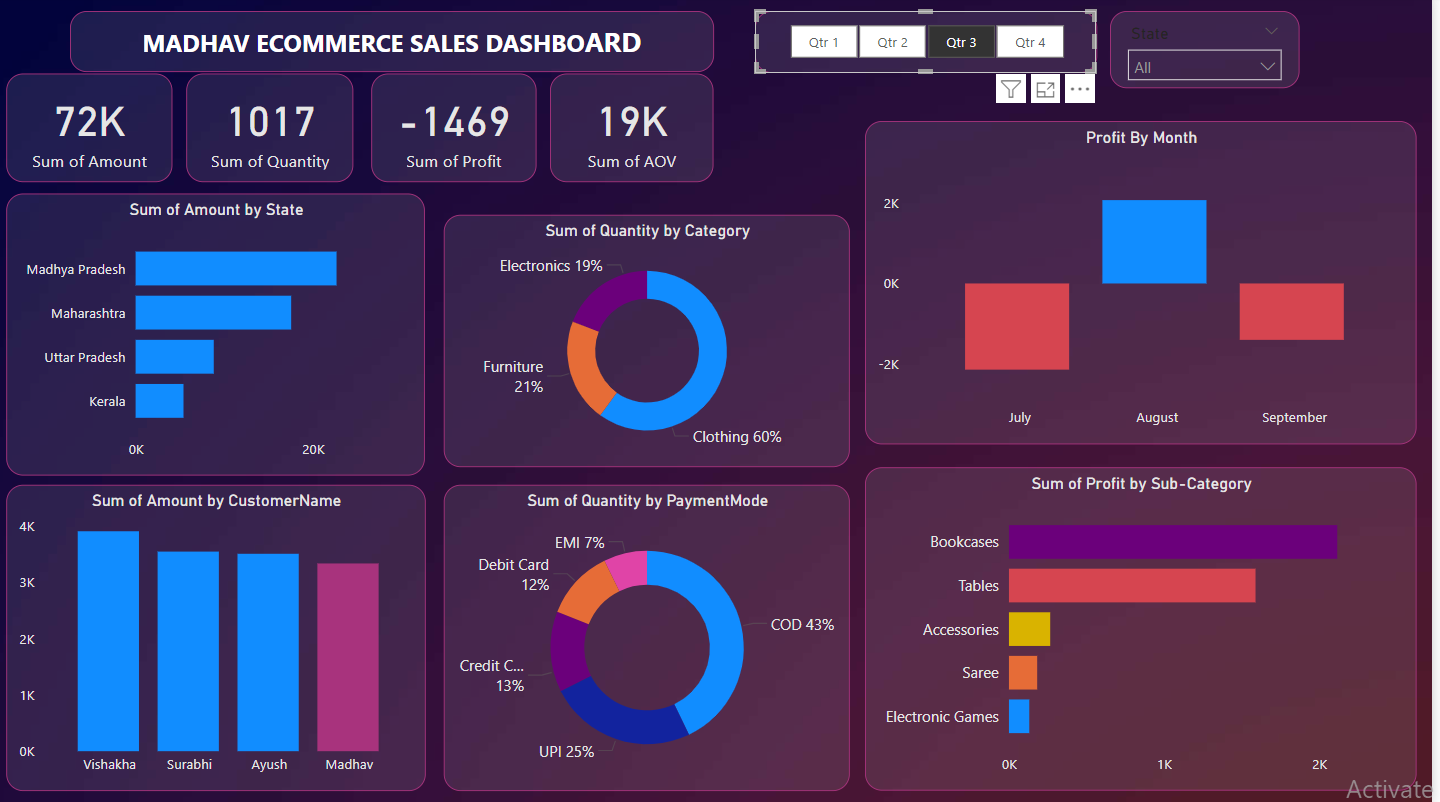 MADHAV ECOMMERCE SALES DASHBOARD
Qtr 1
Qtr 2
Qtr 3
Qtr 4
State
All
72K
Sum of Amount
1017
Sum of Quantity
-1469
Sum of Profit
19K
Sum of AOV
Sum of Amount by State
Madhya Pradesh
Maharashtra
Uttar Pradesh
Kerala
0K
20K
Sum of Quantity by Category
Electronics 19%
Furniture
21%
Clothing 60%
Profit By Month
2K
0K
-2K
July
August
September
Sum of Amount by CustomerName
4K
3K
2K
1K
0K
Vishakha
Surabhi
Ayush
Madhav
Sum of Quantity by PaymentMode
EMI 7%
Debit Card
12%
COD 43%
Credit C...
13%
UPI 25%
Sum of Profit by Sub-Category
Bookcases
Tables
Accessories
Saree
Electronic Games
0K
1K
2K
Activate